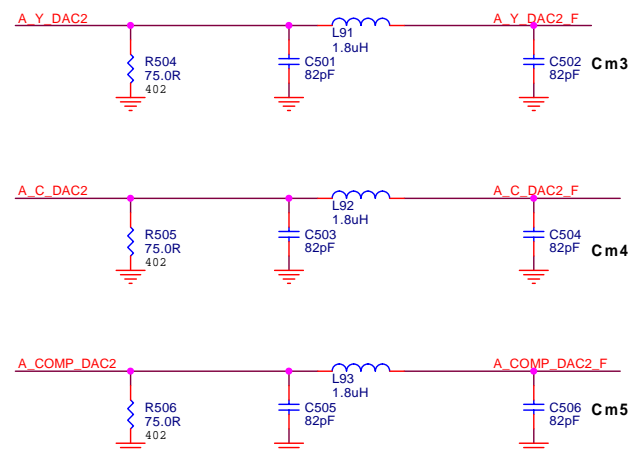 A_Y_DAC2
L91
1.8uH
A_Y_DAC2_F
R504
75.0R
402
C501
82pF
C502
82pF
Cm3
A_C_DAC2
L92
1.8uH
A_C_DAC2_F
R505
75.0R
402
C503
82pF
C504
82pF
Cm4
A_COMP_DAC2
L93
1.8uH
A_COMP_DAC2_F
R506
75.0R
402
C505
82pF
C506
82pF
Cm5